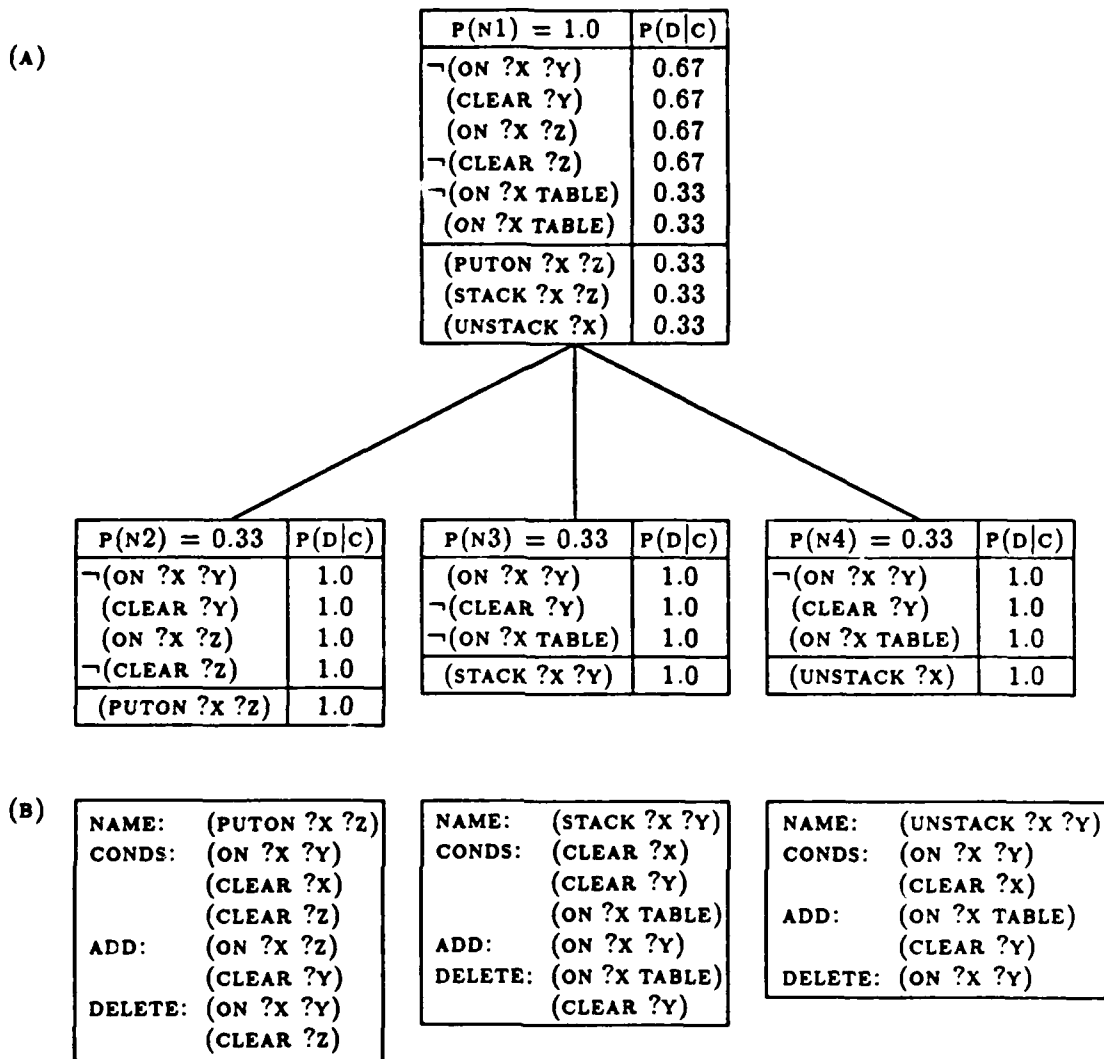 (A)
P(N1) = 1.0 P(D|C)
¬(ON ?X ?Y) 0.67
(CLEAR ?Y) 0.67
(ON ?X ?Z) 0.67
¬(CLEAR ?Z) 0.67
¬(ON ?X TABLE) 0.33
(ON ?X TABLE) 0.33
(PUTON ?X ?Z) 0.33
(STACK ?X ?Z) 0.33
(UNSTACK ?X) 0.33
P(N2) = 0.33 P(D|C)
¬(ON ?X ?Y) 1.0
(CLEAR ?Y) 1.0
(ON ?X ?Z) 1.0
¬(CLEAR ?Z) 1.0
(PUTON ?X ?Z) 1.0
P(N3) = 0.33 P(D|C)
(ON ?X ?Y) 1.0
¬(CLEAR ?Y) 1.0
¬(ON ?X TABLE) 1.0
(STACK ?X ?Y) 1.0
P(N4) = 0.33 P(D|C)
¬(ON ?X ?Y) 1.0
(CLEAR ?Y) 1.0
(ON ?X TABLE) 1.0
(UNSTACK ?X) 1.0
(B)
NAME: (PUTON ?X ?Z)
CONDS: (ON ?X ?Y)
(CLEAR ?X)
(CLEAR ?Z)
ADD: (ON ?X ?Z)
(CLEAR ?Y)
DELETE: (ON ?X ?Y)
(CLEAR ?Z)
NAME: (STACK ?X ?Y)
CONDS: (CLEAR ?X)
(CLEAR ?Y)
(ON ?X TABLE)
ADD: (ON ?X ?Y)
DELETE: (ON ?X TABLE)
(CLEAR ?Y)
NAME: (UNSTACK ?X ?Y)
CONDS: (ON ?X ?Y)
(CLEAR ?X)
ADD: (ON ?X TABLE)
(CLEAR ?Y)
DELETE: (ON ?X ?Y)